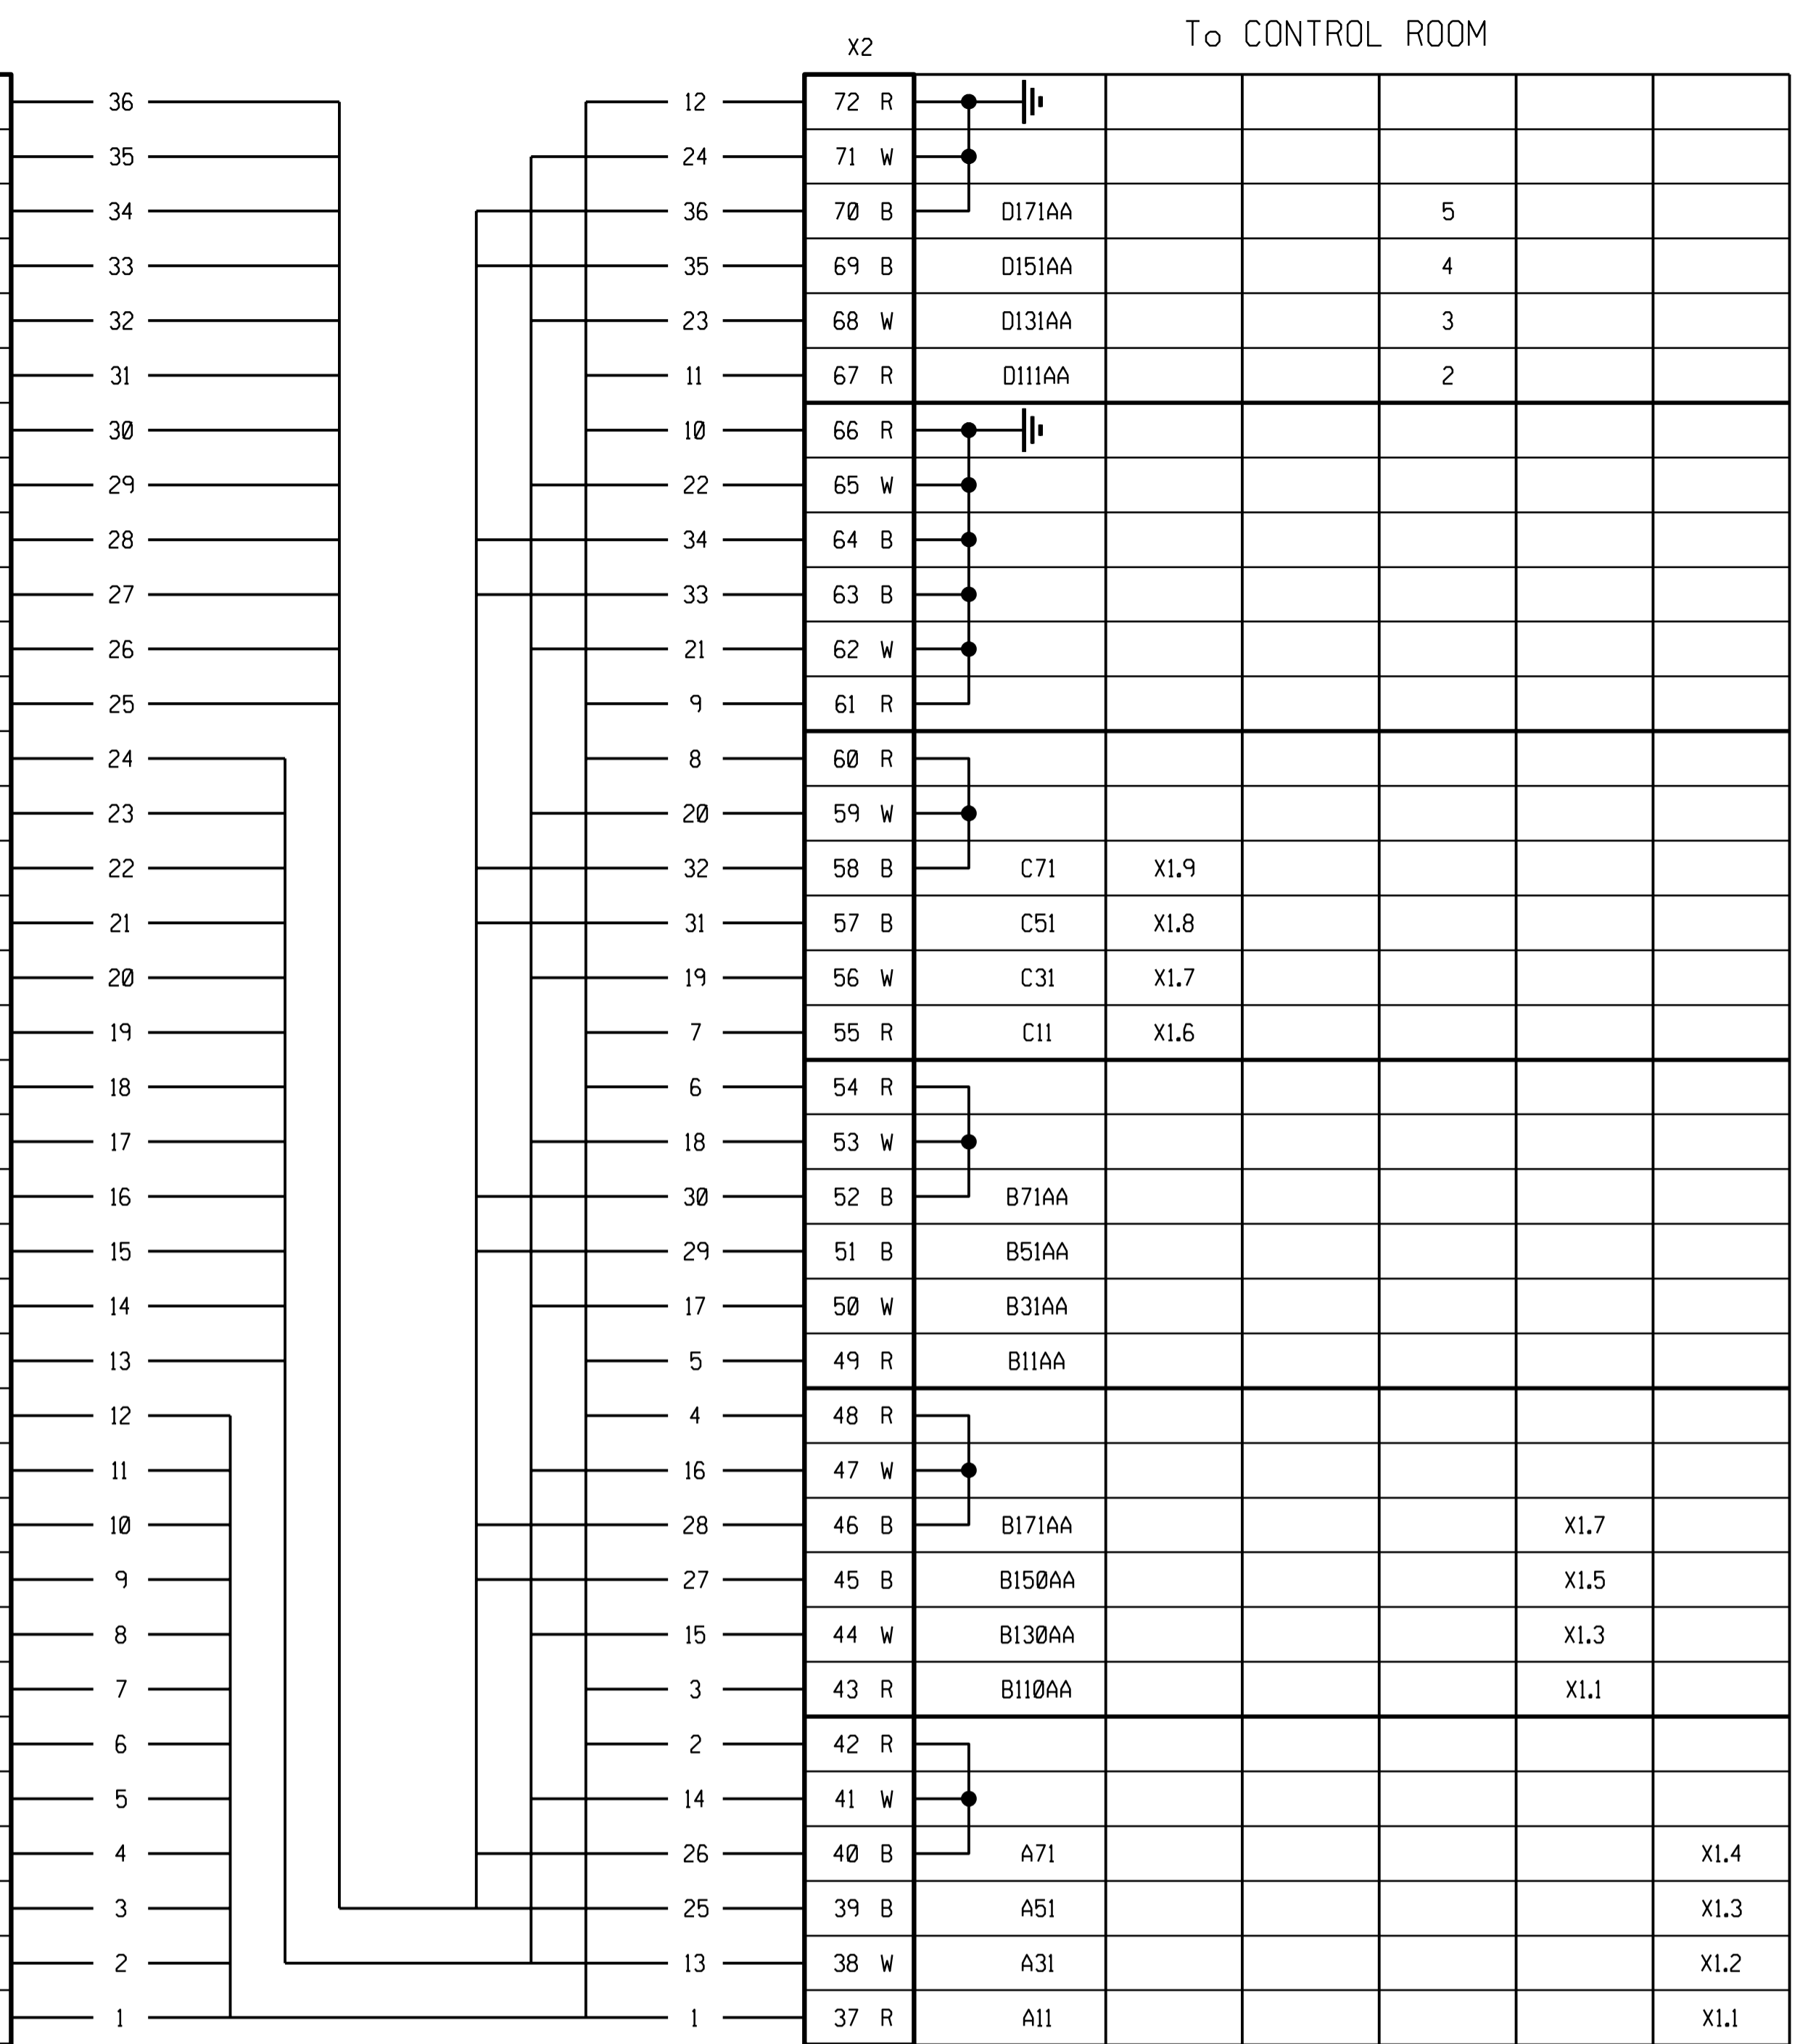 To CONTROL ROOM
X2
36 12 72 R
35 24 71 W
34 36 70 B D171AA 5
33 35 69 B D151AA 4
32 23 68 W D131AA 3
31 11 67 R D111AA 2
30 10 66 R
29 22 65 W
28 34 64 B
27 33 63 B
26 21 62 W
25 9 61 R
24 8 60 R
23 20 59 W
22 32 58 B C71 X1.9
21 31 57 B C51 X1.8
20 19 56 W C31 X1.7
19 7 55 R C11 X1.6
18 6 54 R
17 18 53 W
16 30 52 B B71AA
15 29 51 B B51AA
14 17 50 W B31AA
13 5 49 R B11AA
12 4 48 R
11 16 47 W
10 28 46 B B171AA X1.7
9 27 45 B B150AA X1.5
8 15 44 W B130AA X1.3
7 3 43 R B110AA X1.1
6 2 42 R
5 14 41 W
4 26 40 B A71 X1.4
3 25 39 B A51 X1.3
2 13 38 W A31 X1.2
1 1 37 R A11 X1.1